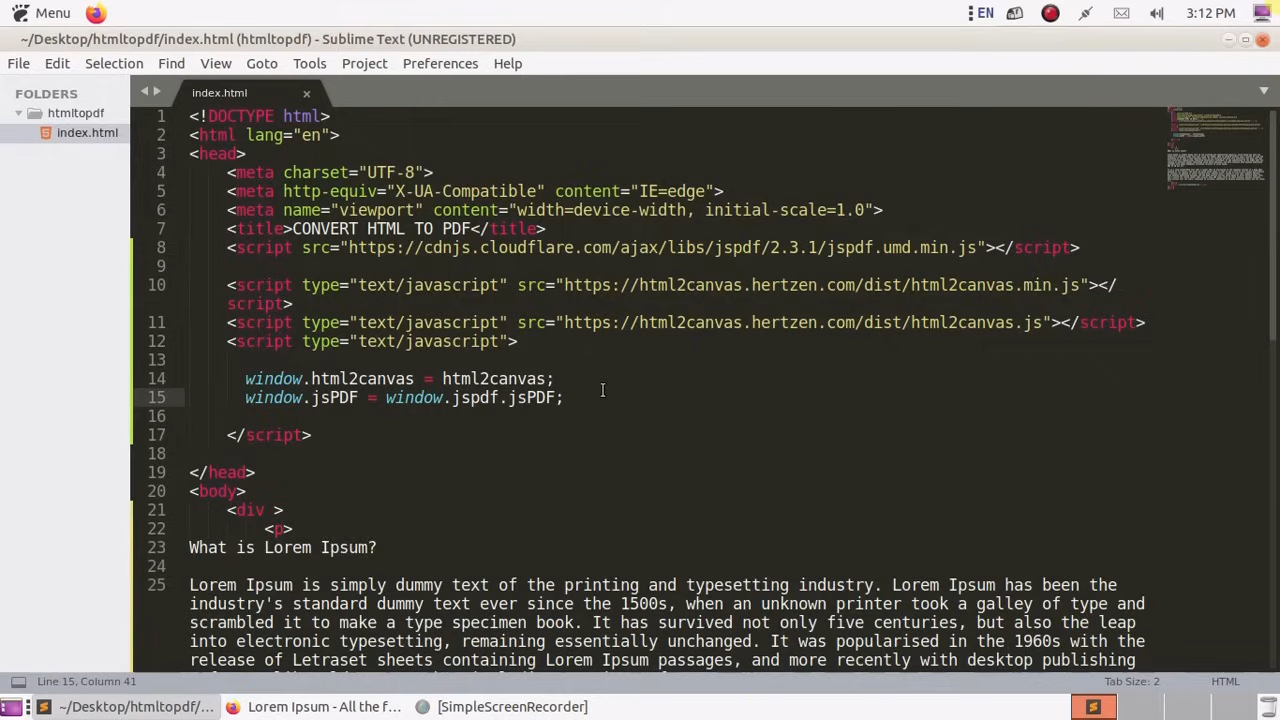 Menu EN 3:12 PM
~/Desktop/htmltopdf/index.html (htmltopdf) - Sublime Text (UNREGISTERED)
File Edit Selection Find View Goto Tools Project Preferences Help
FOLDERS
htmltopdf
index.html
index.html
1 <!DOCTYPE html>
2 <html lang="en">
3 <head>
4 <meta charset="UTF-8">
5 <meta http-equiv="X-UA-Compatible" content="IE=edge">
6 <meta name="viewport" content="width=device-width, initial-scale=1.0">
7 <title>CONVERT HTML TO PDF</title>
8 <script src="https://cdnjs.cloudflare.com/ajax/libs/jspdf/2.3.1/jspdf.umd.min.js"></script>
9
10 <script type="text/javascript" src="https://html2canvas.hertzen.com/dist/html2canvas.min.js"></
script>
11 <script type="text/javascript" src="https://html2canvas.hertzen.com/dist/html2canvas.js"></script>
12 <script type="text/javascript">
13
14 window.html2canvas = html2canvas;
15 window.jsPDF = window.jspdf.jsPDF;
16
17 </script>
18
19 </head>
20 <body>
21 <div >
22 <p>
23 What is Lorem Ipsum?
24
25 Lorem Ipsum is simply dummy text of the printing and typesetting industry. Lorem Ipsum has been the
industry's standard dummy text ever since the 1500s, when an unknown printer took a galley of type and
scrambled it to make a type specimen book. It has survived not only five centuries, but also the leap
into electronic typesetting, remaining essentially unchanged. It was popularised in the 1960s with the
release of Letraset sheets containing Lorem Ipsum passages, and more recently with desktop publishing
Line 15, Column 41 Tab Size: 2 HTML
~/Desktop/htmltopdf/... Lorem Ipsum - All the f... [SimpleScreenRecorder]